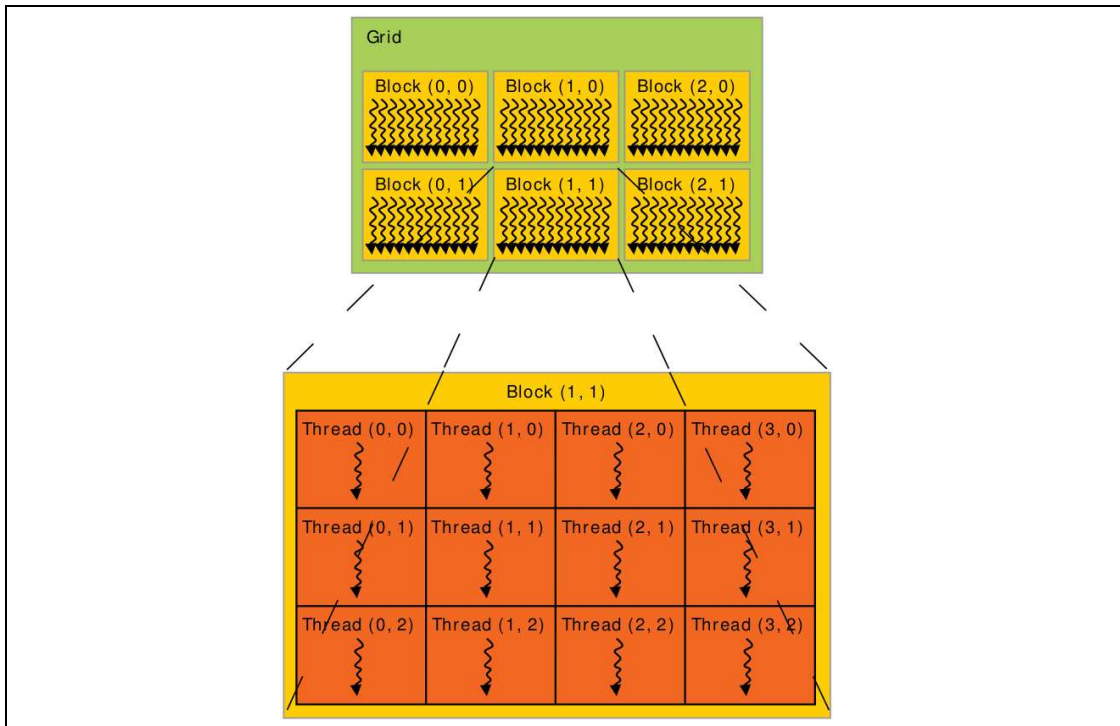 Grid
Block (0, 0) Block (1, 0) Block (2, 0)
Block (0, 1) Block (1, 1) Block (2, 1)
Block (1, 1)
Thread (0, 0) Thread (1, 0) Thread (2, 0) Thread (3, 0)
Thread (0, 1) Thread (1, 1) Thread (2, 1) Thread (3, 1)
Thread (0, 2) Thread (1, 2) Thread (2, 2) Thread (3, 2)